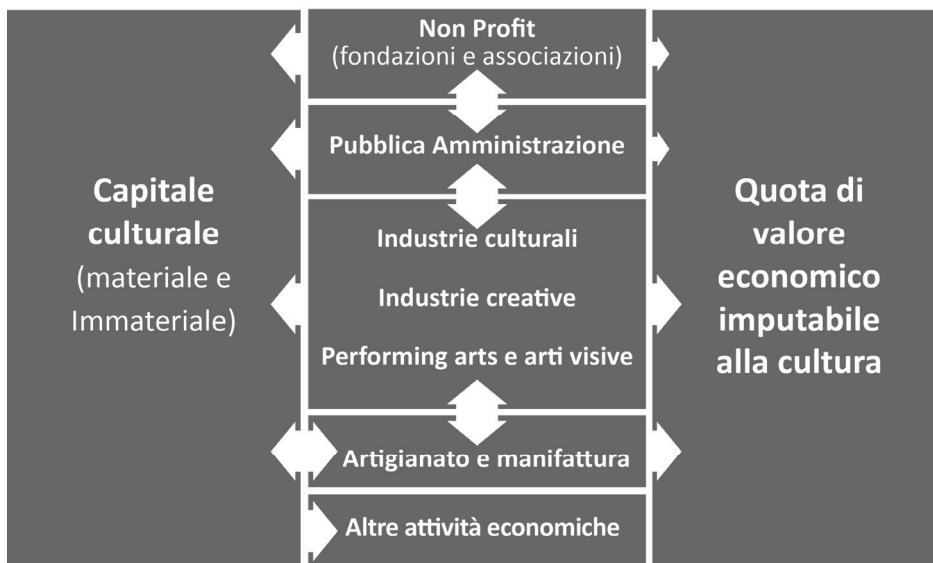 Capitale
culturale
(materiale e
Immateriale)
Non Profit
(fondazioni e associazioni)
Pubblica Amministrazione
Industrie culturali
Industrie creative
Performing arts e arti visive
Artigianato e manifattura
Altre attività economiche
Quota di
valore
economico
imputabile
alla cultura